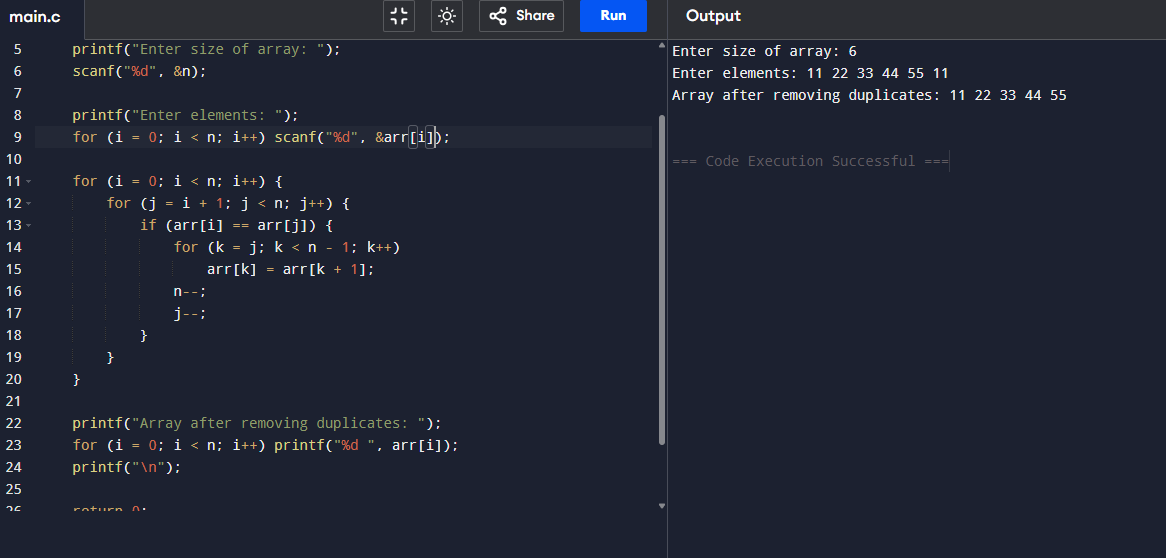 main.c
Share
Run
Output
5 printf("Enter size of array: ");
6 scanf("%d", &n);
7
8 printf("Enter elements: ");
9 for (i = 0; i < n; i++) scanf("%d", &arr[i]);
10
11 for (i = 0; i < n; i++) {
12 for (j = i + 1; j < n; j++) {
13 if (arr[i] == arr[j]) {
14 for (k = j; k < n - 1; k++)
15 arr[k] = arr[k + 1];
16 n--;
17 j--;
18 }
19 }
20 }
21
22 printf("Array after removing duplicates: ");
23 for (i = 0; i < n; i++) printf("%d ", arr[i]);
24 printf("\n");
25
26 return 0;
Enter size of array: 6
Enter elements: 11 22 33 44 55 11
Array after removing duplicates: 11 22 33 44 55
=== Code Execution Successful ===